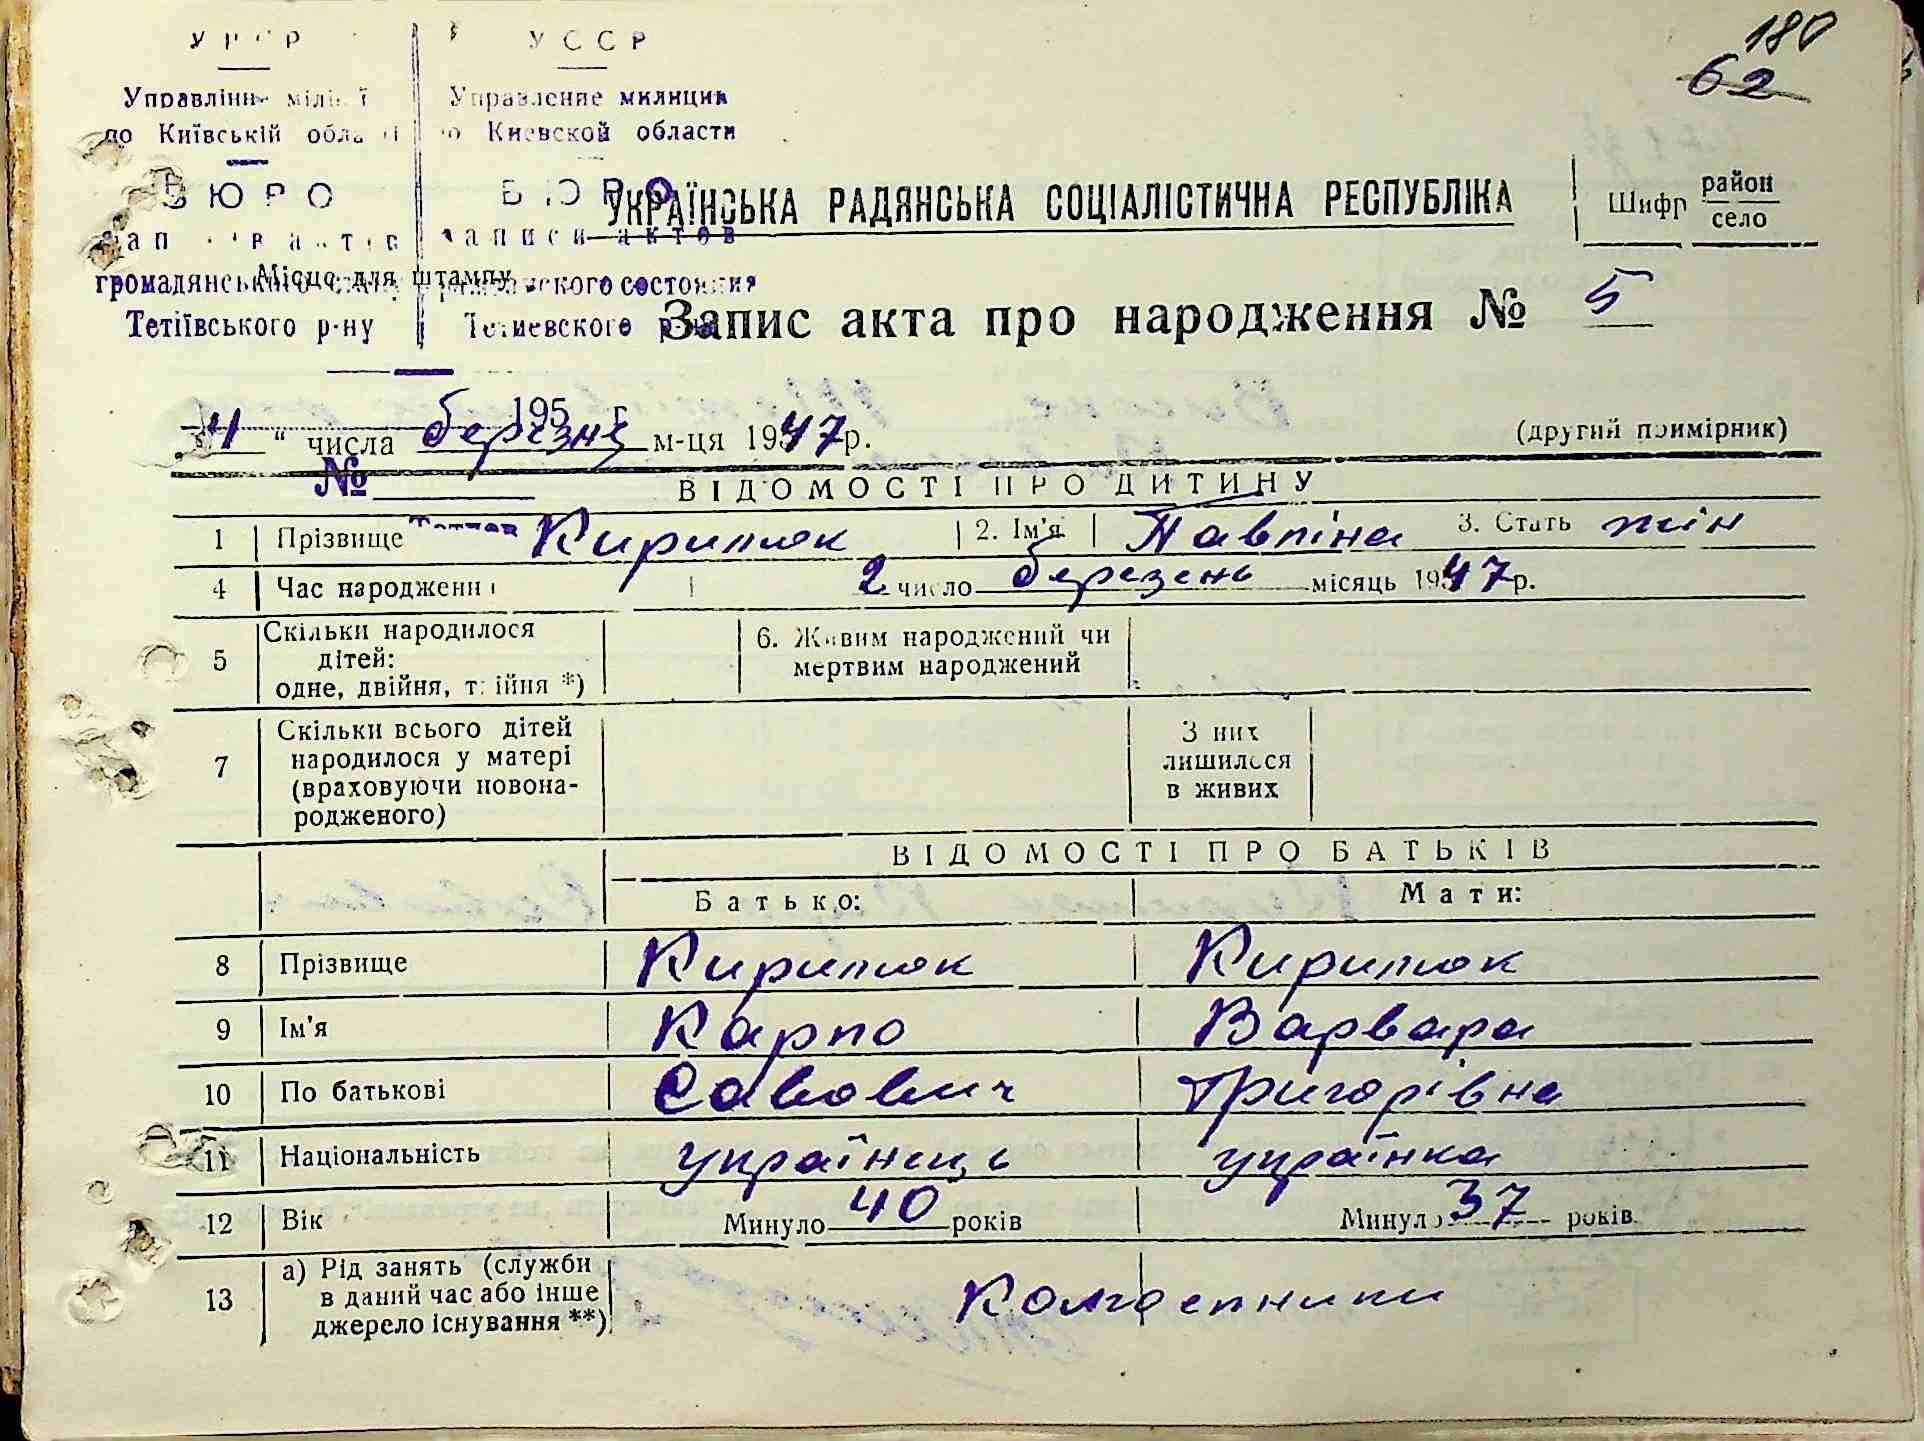 180
62
УРСР УССР
Управління міліції Управление милиции
по Київській області по Киевской области
БЮРО БЮРО
УКРАЇНСЬКА РАДЯНСЬКА СОЦІАЛІСТИЧНА РЕСПУБЛІКА
Шифр район
село
записи актов
громадянського гражданского состояния
Місце для штампу
Тетіївського р-ну Тетиевского р-на
Запис акта про народження № 5
195 г
"4" числа березня м-ця 1947 р.
(другий примірник)
№
ВІДОМОСТІ ПРО ДИТИНУ
1 Прізвище Кирилюк 2. Ім'я Павліна 3. Стать жін
4 Час народження 2 число березень місяць 1947 р.
5 Скільки народилося дітей: одне, двійня, трійня *) 6. Живим народжений чи мертвим народжений
7 Скільки всього дітей народилося у матері (враховуючи новона-родженого) З них лишилося в живих
ВІДОМОСТІ ПРО БАТЬКІВ
Батько: Мати:
8 Прізвище Кирилюк Кирилюк
9 Ім'я Карпо Варвара
10 По батькові Савович Григорівна
11 Національність українець українка
12 Вік Минуло 40 років Минуло 37 років
13 а) Рід занять (служби в даний час або інше джерело існування **) Колгоспники